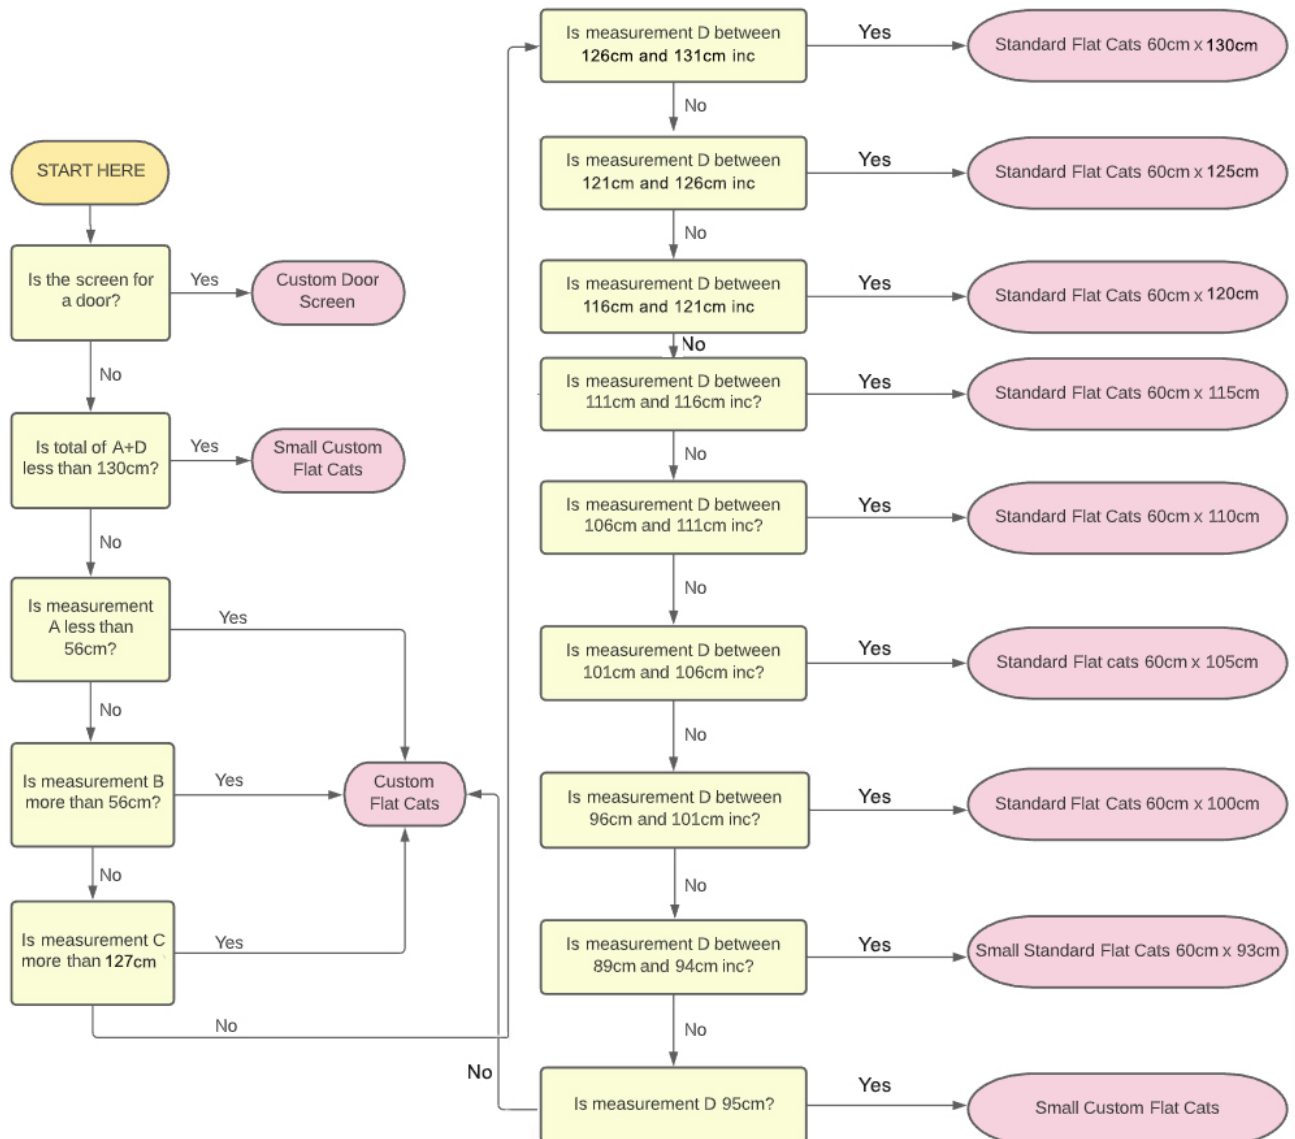 START HERE
Is the screen for
a door?
Yes
Custom Door
Screen
No
Is total of A+D
less than 130cm?
Yes
Small Custom
Flat Cats
No
Is measurement
A less than
56cm?
Yes
No
Is measurement B
more than 56cm?
Yes
Custom
Flat Cats
No
Is measurement C
more than 127cm
Yes
No
Is measurement D between
126cm and 131cm inc
Yes
Standard Flat Cats 60cm x 130cm
No
Is measurement D between
121cm and 126cm inc
Yes
Standard Flat Cats 60cm x 125cm
No
Is measurement D between
116cm and 121cm inc
Yes
Standard Flat Cats 60cm x 120cm
No
Is measurement D between
111cm and 116cm inc?
Yes
Standard Flat Cats 60cm x 115cm
No
Is measurement D between
106cm and 111cm inc?
Yes
Standard Flat Cats 60cm x 110cm
No
Is measurement D between
101cm and 106cm inc?
Yes
Standard Flat cats 60cm x 105cm
No
Is measurement D between
96cm and 101cm inc?
Yes
Standard Flat Cats 60cm x 100cm
No
Is measurement D between
89cm and 94cm inc?
Yes
Small Standard Flat Cats 60cm x 93cm
No
Is measurement D 95cm?
Yes
Small Custom Flat Cats
No